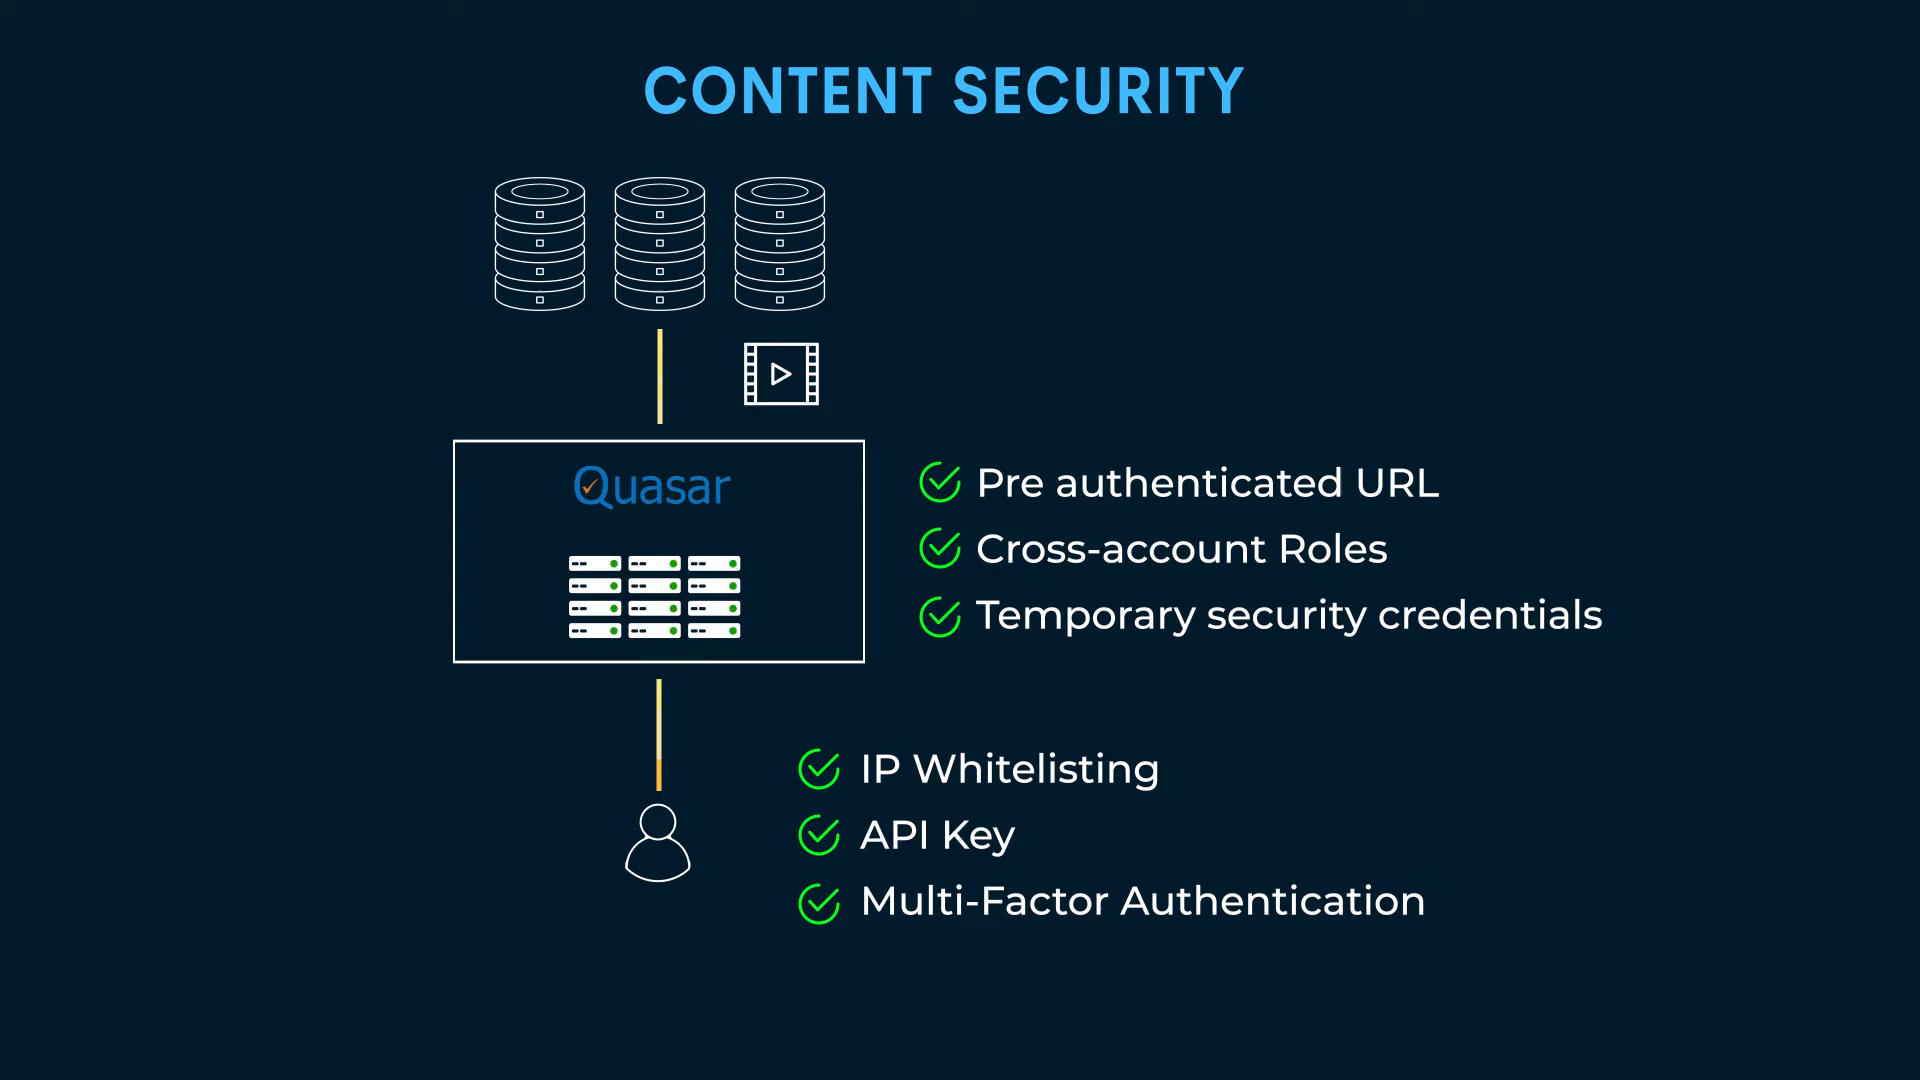 CONTENT SECURITY
Quasar
Pre authenticated URL
Cross-account Roles
Temporary security credentials
IP Whitelisting
API Key
Multi-Factor Authentication